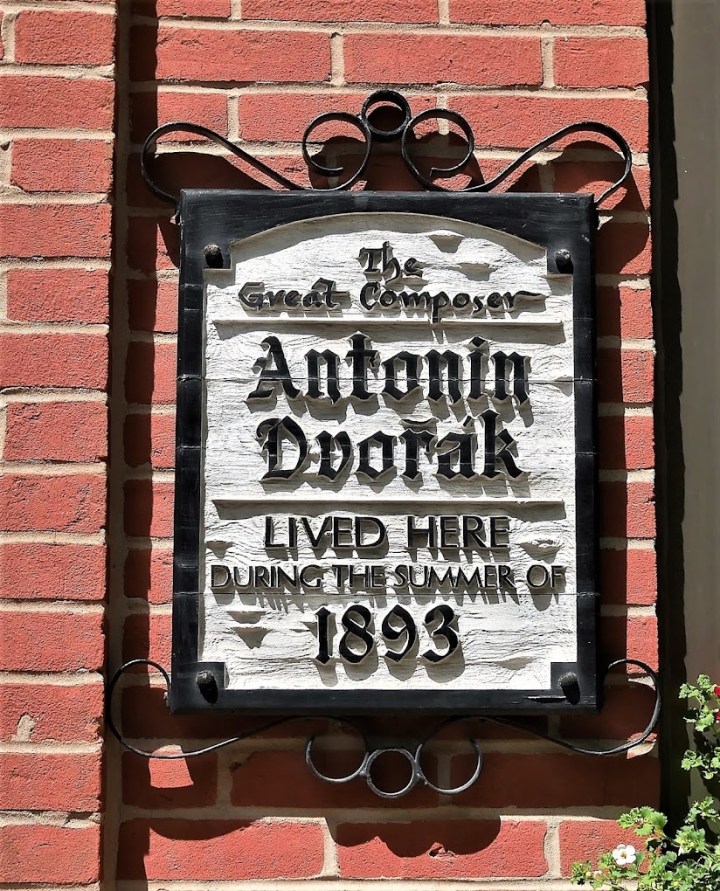 The
Great Composer
Antonin
Dvořák
LIVED HERE
DURING THE SUMMER OF
1893